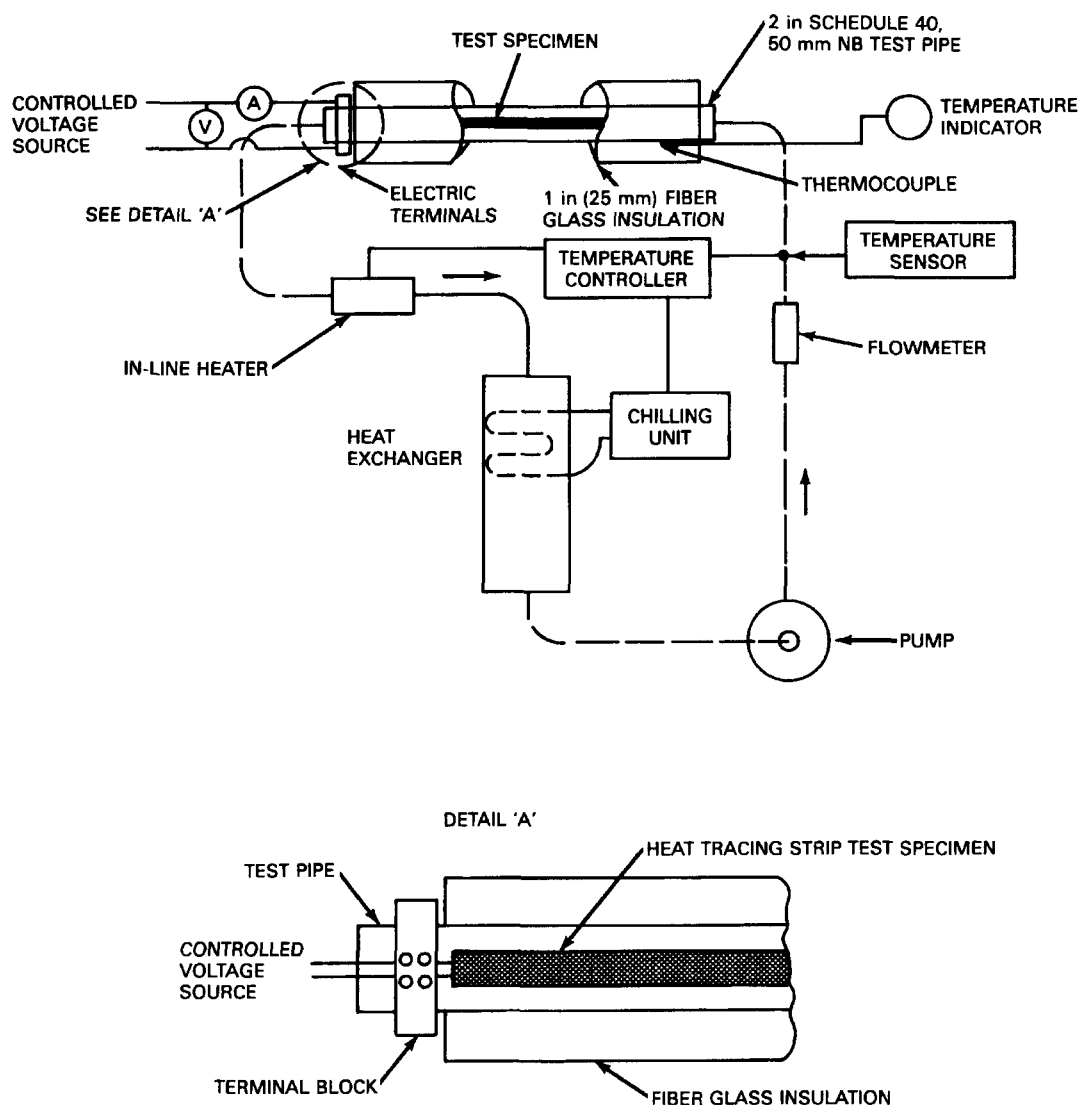 2 in SCHEDULE 40,
50 mm NB TEST PIPE
TEST SPECIMEN
CONTROLLED
VOLTAGE
SOURCE
A
V
TEMPERATURE
INDICATOR
SEE DETAIL 'A'
ELECTRIC
TERMINALS
1 in (25 mm) FIBER
GLASS INSULATION
THERMOCOUPLE
TEMPERATURE
CONTROLLER
TEMPERATURE
SENSOR
IN-LINE HEATER
FLOWMETER
HEAT
EXCHANGER
CHILLING
UNIT
PUMP
DETAIL 'A'
HEAT TRACING STRIP TEST SPECIMEN
TEST PIPE
CONTROLLED
VOLTAGE
SOURCE
TERMINAL BLOCK
FIBER GLASS INSULATION